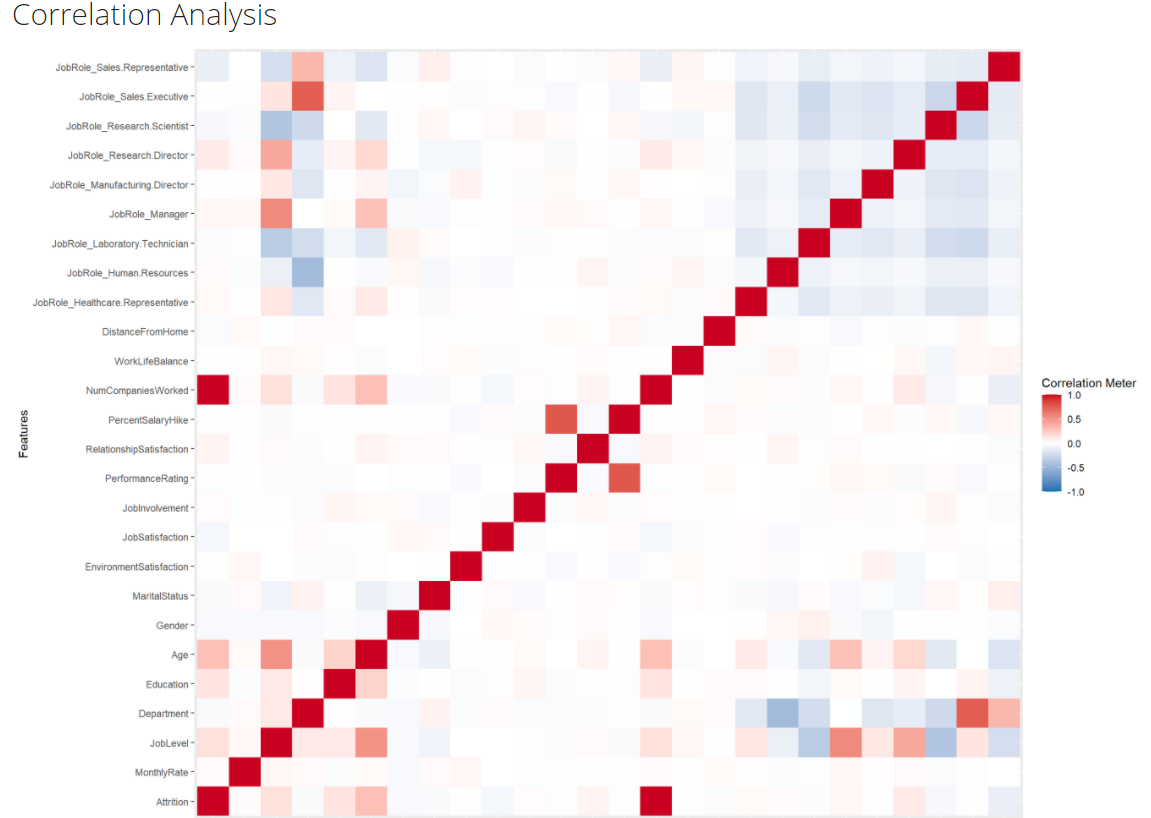 Correlation Analysis
JobRole_Sales.Representative
JobRole_Sales.Executive
JobRole_Research.Scientist
JobRole_Research.Director
JobRole_Manufacturing.Director
JobRole_Manager
JobRole_Laboratory.Technician
JobRole_Human.Resources
JobRole_Healthcare.Representative
DistanceFromHome
WorkLifeBalance
NumCompaniesWorked
PercentSalaryHike
RelationshipSatisfaction
PerformanceRating
JobInvolvement
JobSatisfaction
EnvironmentSatisfaction
MaritalStatus
Gender
Age
Education
Department
JobLevel
MonthlyRate
Attrition
Features
Correlation Meter
1.0
0.5
0.0
-0.5
-1.0